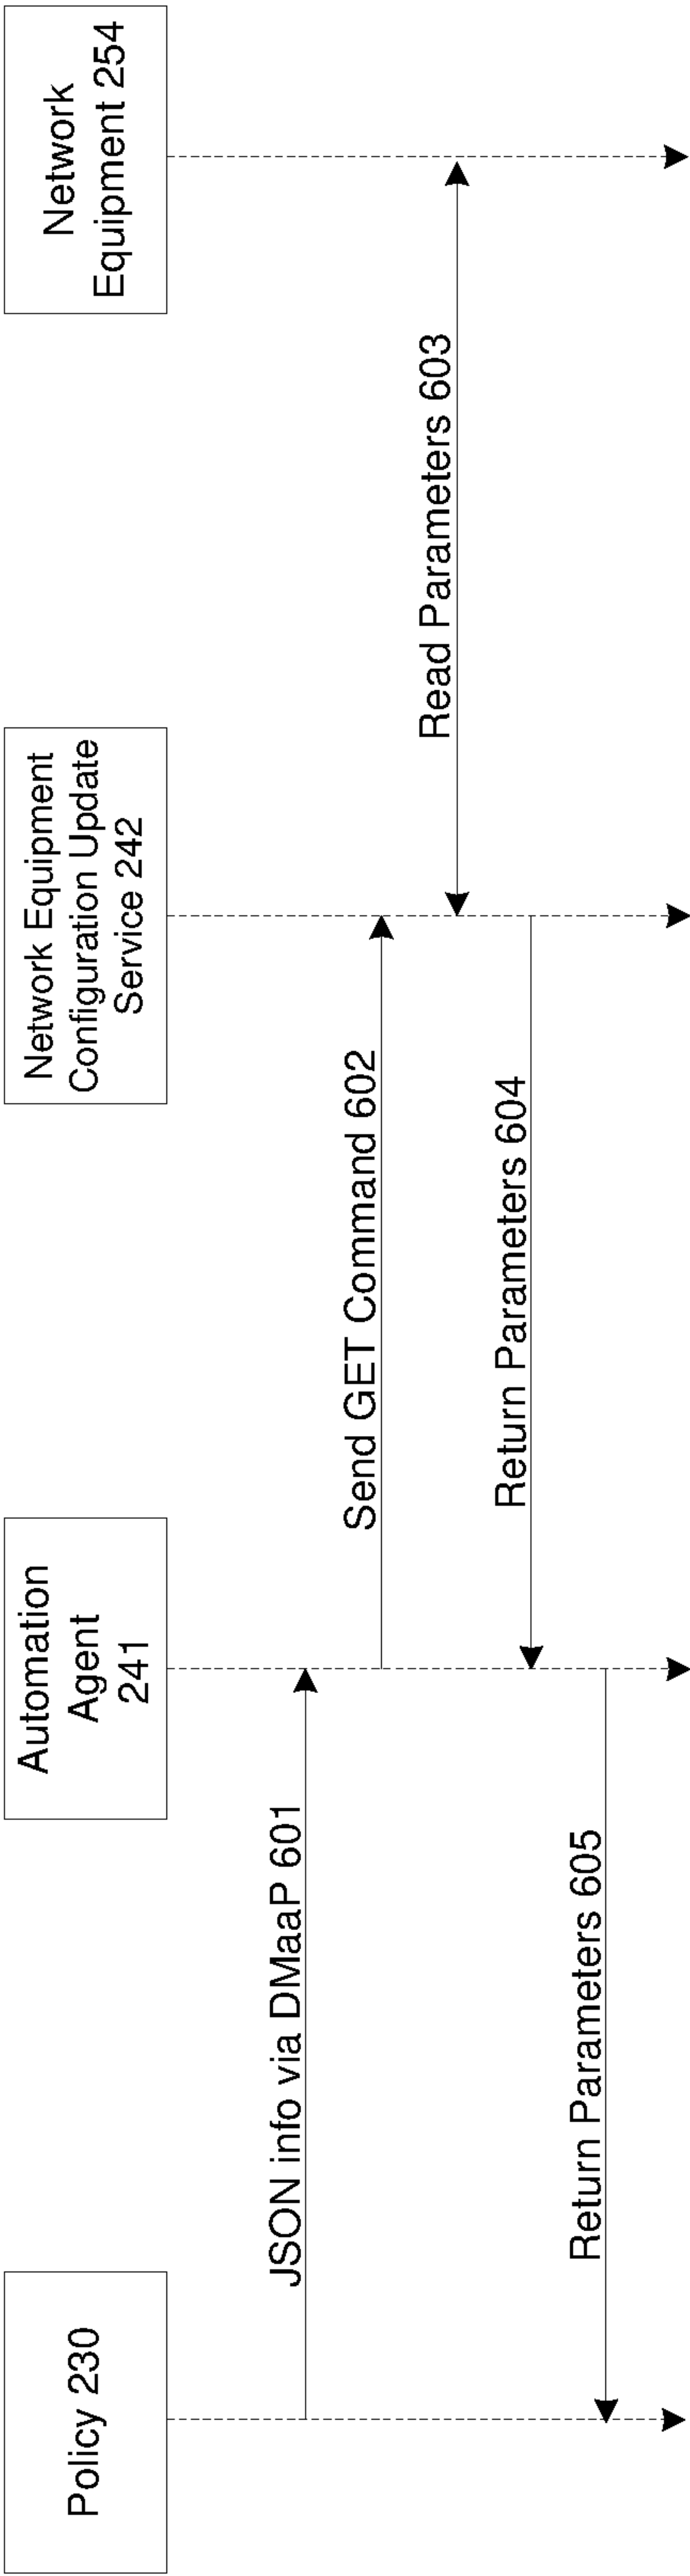 Policy 230
Automation
Agent
241
Network Equipment
Configuration Update
Service 242
Network
Equipment 254
JSON info via DMaaP 601
Send GET Command 602
Read Parameters 603
Return Parameters 604
Return Parameters 605